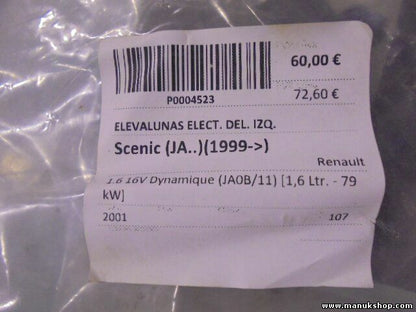 60,00 €
P0004523
72,60 €
ELEVALUNAS ELECT. DEL. IZQ.
Scenic (JA..)(1999->)
Renault
1.6 16V Dynamique (JA0B/11) [1,6 Ltr. - 79
kW]
2001 107
www.manukshop.com